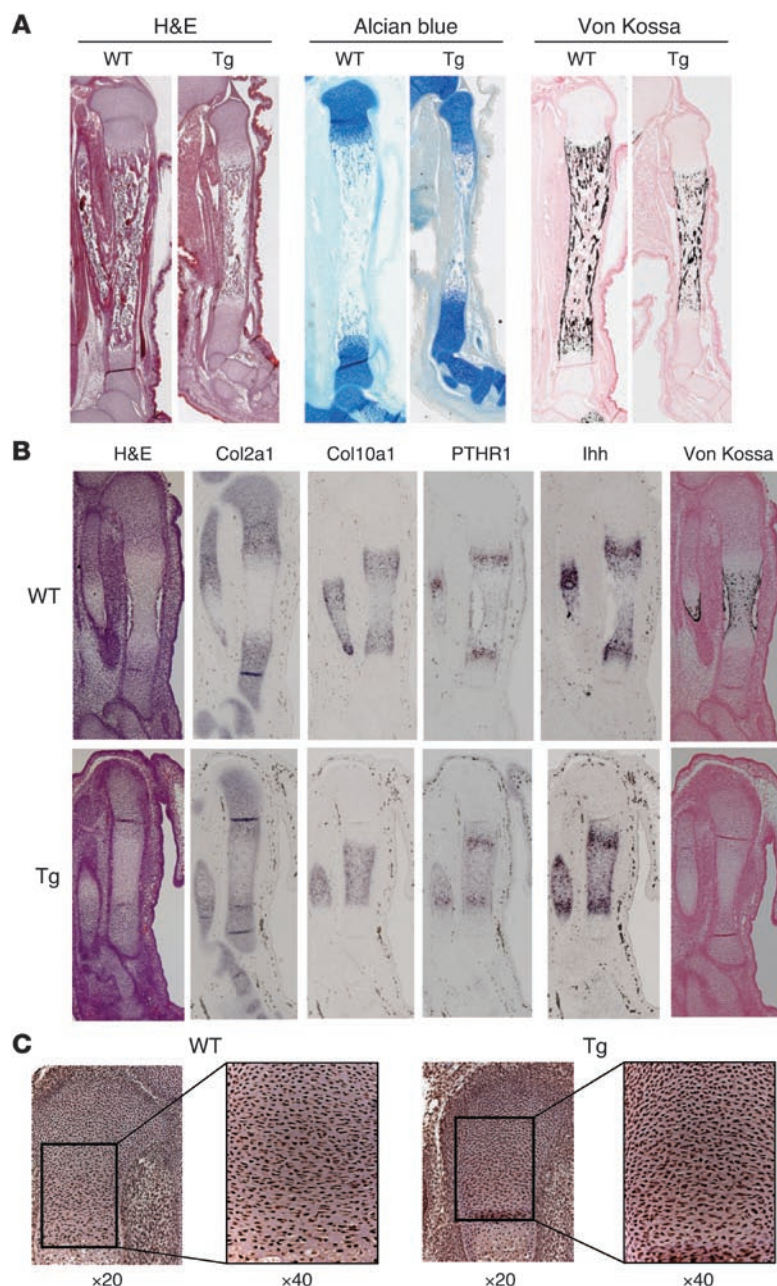 A
H&E Alcian blue Von Kossa
WT Tg WT Tg WT Tg
B
H&E Col2a1 Col10a1 PTHR1 Ihh Von Kossa
WT
Tg
C
WT Tg
×20 ×40 ×20 ×40